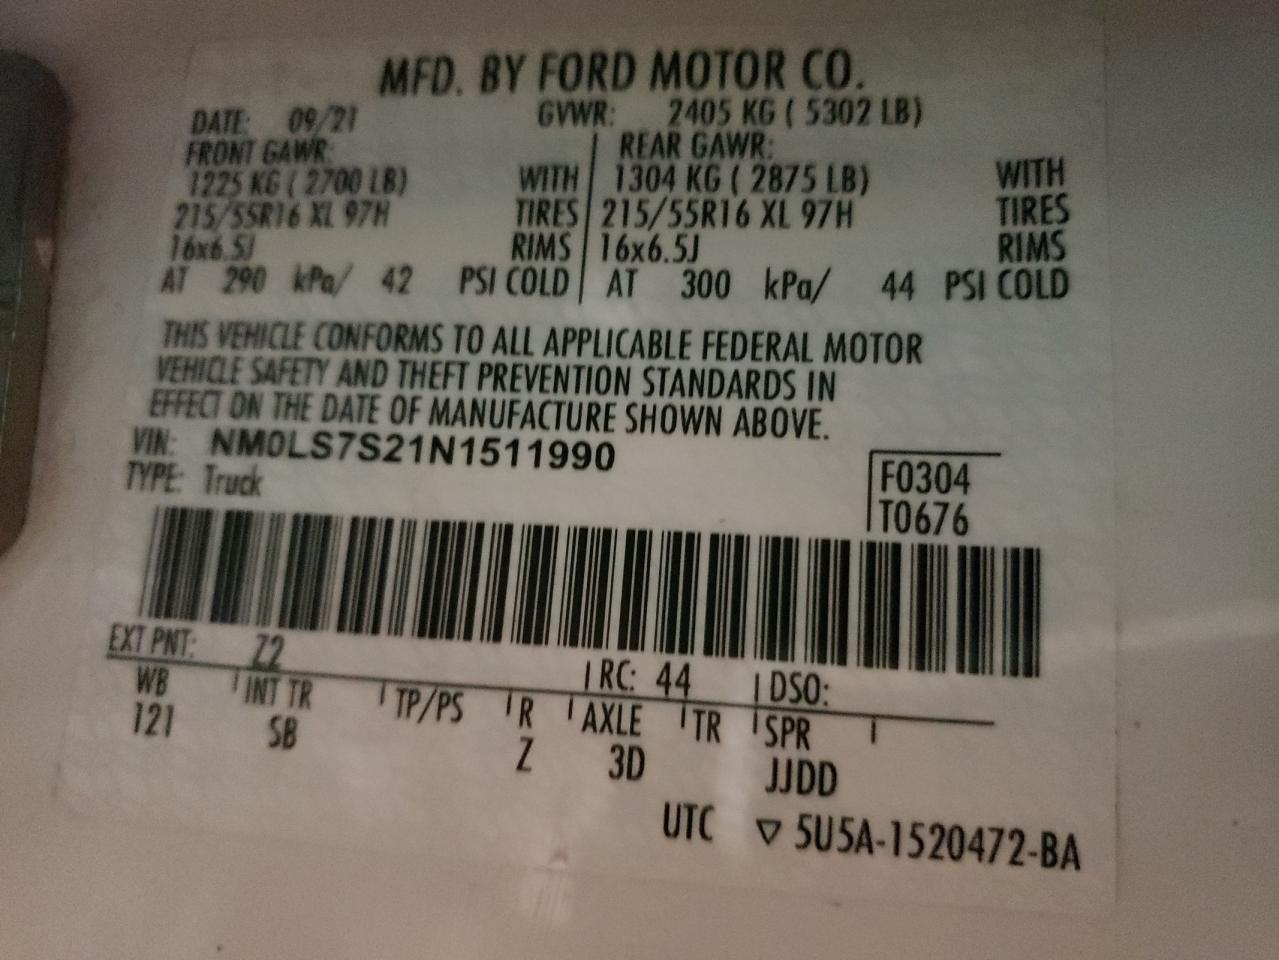 MFD. BY FORD MOTOR CO.
DATE: 09/21 GVWR: 2405 KG ( 5302 LB)
FRONT GAWR: REAR GAWR:
1225 KG ( 2700 LB) WITH 1304 KG ( 2875 LB) WITH
215/55R16 XL 97H TIRES 215/55R16 XL 97H TIRES
16x6.5J RIMS 16x6.5J RIMS
AT 290 kPa/ 42 PSI COLD AT 300 kPa/ 44 PSI COLD
THIS VEHICLE CONFORMS TO ALL APPLICABLE FEDERAL MOTOR
VEHICLE SAFETY AND THEFT PREVENTION STANDARDS IN
EFFECT ON THE DATE OF MANUFACTURE SHOWN ABOVE.
VIN: NM0LS7S21N1511990
TYPE: Truck
F0304
T0676
EXT PNT: Z2 RC: 44 DSO:
WB INT TR TP/PS R AXLE TR SPR
121 SB Z 3D JJDD
UTC ▽ 5U5A-1520472-BA